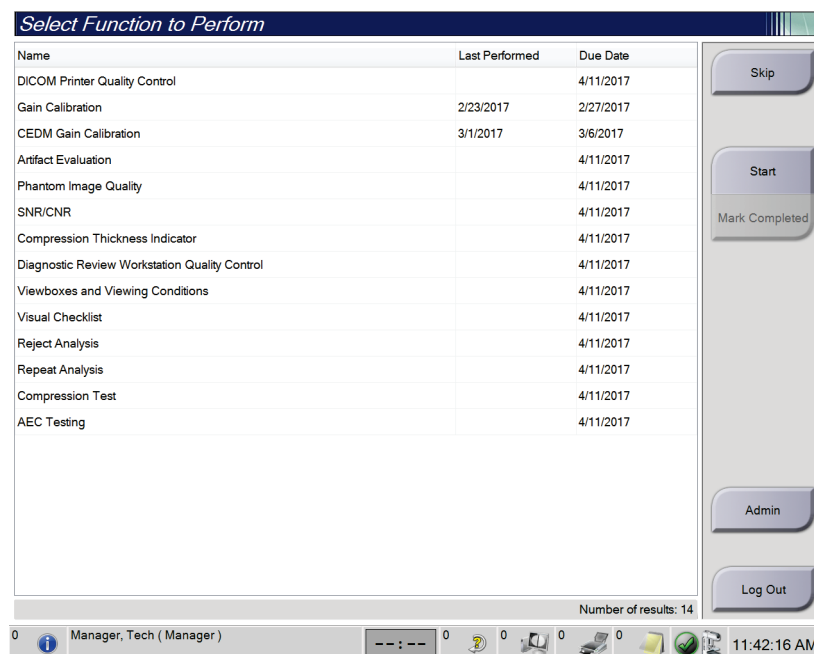 Select Function to Perform
Name Last Performed Due Date
DICOM Printer Quality Control 4/11/2017
Gain Calibration 2/23/2017 2/27/2017
CEDM Gain Calibration 3/1/2017 3/6/2017
Artifact Evaluation 4/11/2017
Phantom Image Quality 4/11/2017
SNR/CNR 4/11/2017
Compression Thickness Indicator 4/11/2017
Diagnostic Review Workstation Quality Control 4/11/2017
Viewboxes and Viewing Conditions 4/11/2017
Visual Checklist 4/11/2017
Reject Analysis 4/11/2017
Repeat Analysis 4/11/2017
Compression Test 4/11/2017
AEC Testing 4/11/2017
Skip
Start
Mark Completed
Admin
Log Out
Number of results: 14
0 Manager, Tech ( Manager ) --:-- 0 0 0 0 11:42:16 AM